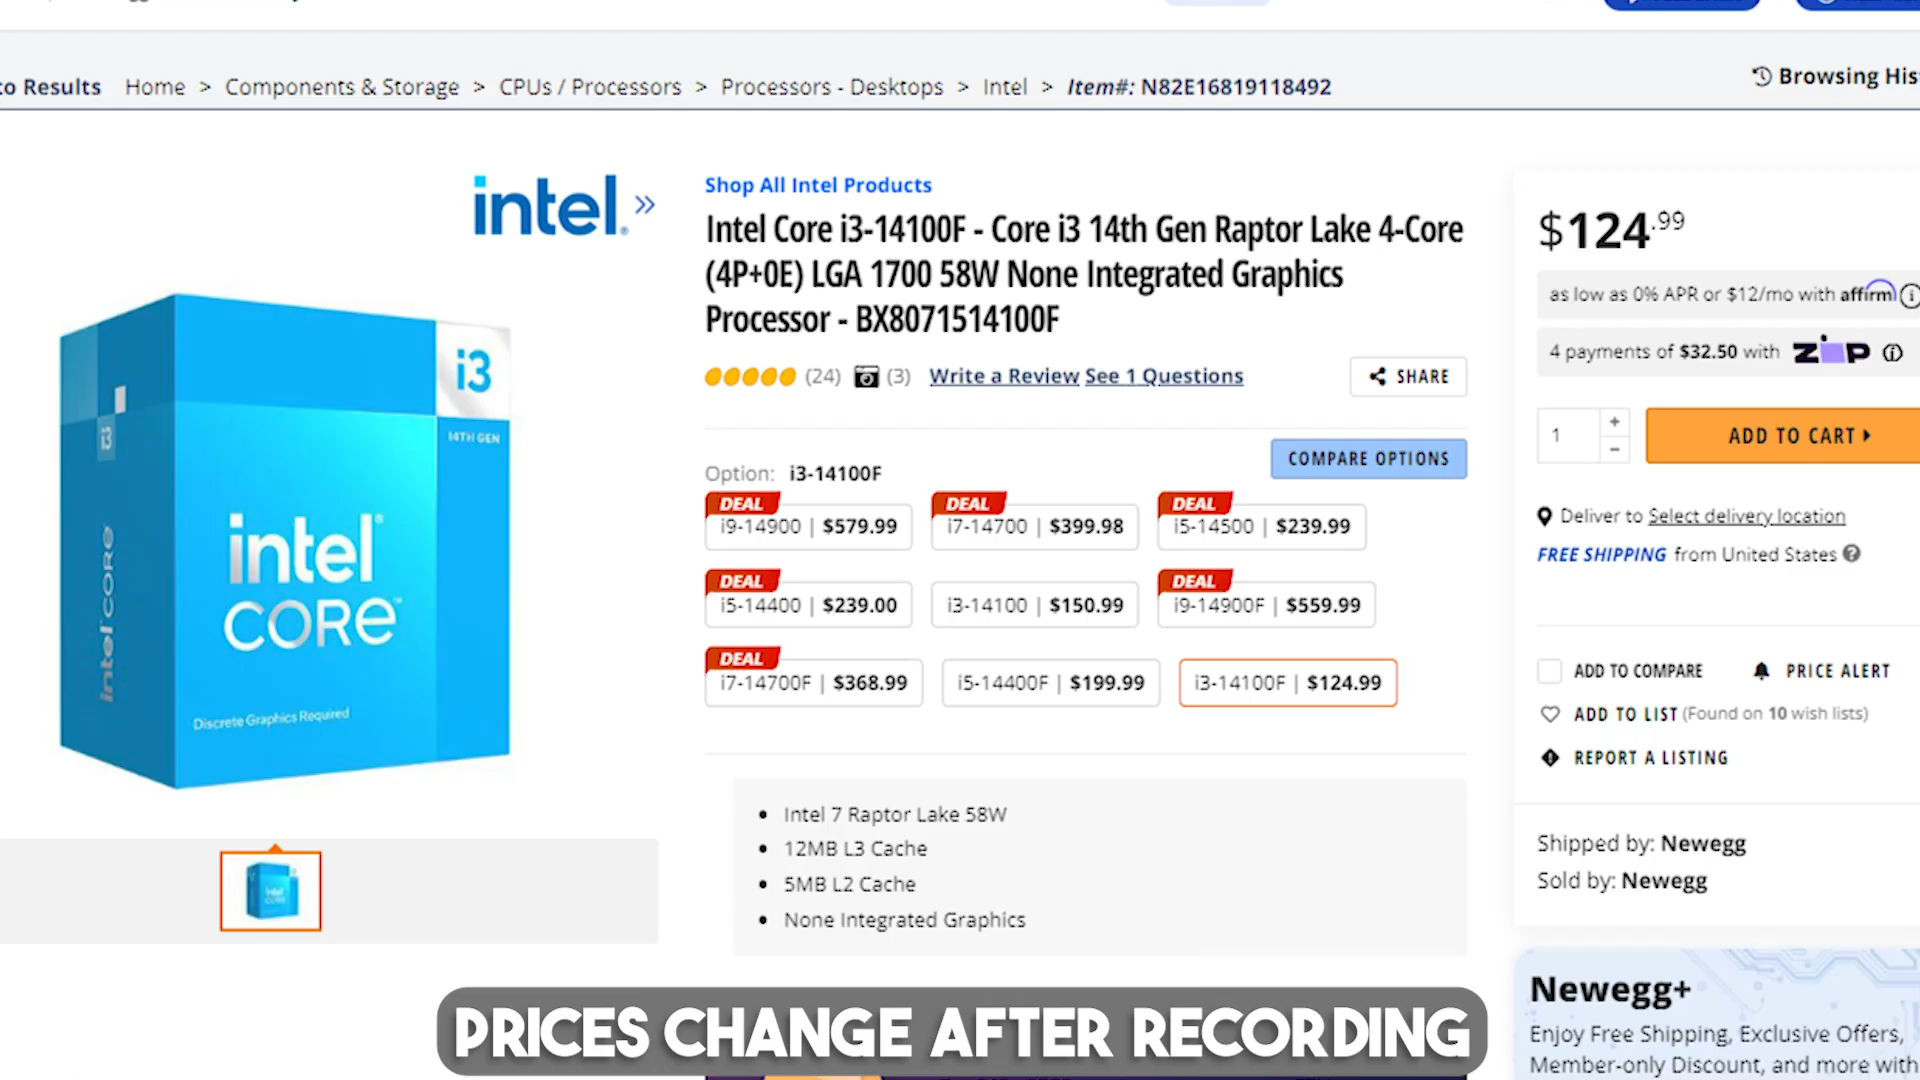 to Results Home > Components & Storage > CPUs / Processors > Processors - Desktops > Intel > Item#: N82E16819118492
Browsing His
intel.
Shop All Intel Products
Intel Core i3-14100F - Core i3 14th Gen Raptor Lake 4-Core
(4P+0E) LGA 1700 58W None Integrated Graphics
Processor - BX8071514100F
(24) (3) Write a Review See 1 Questions
SHARE
Option: i3-14100F
COMPARE OPTIONS
DEAL DEAL DEAL
i9-14900 | $579.99 i7-14700 | $399.98 i5-14500 | $239.99
DEAL DEAL
i5-14400 | $239.00 i3-14100 | $150.99 i9-14900F | $559.99
DEAL
i7-14700F | $368.99 i5-14400F | $199.99 i3-14100F | $124.99
Intel 7 Raptor Lake 58W
12MB L3 Cache
5MB L2 Cache
None Integrated Graphics
i3
14TH GEN
i3
intel
CORE™
intel CORE
Discrete Graphics Required
$124.99
as low as 0% APR or $12/mo with affirm
4 payments of $32.50 with ZIP
1 + -
ADD TO CART
Deliver to Select delivery location
FREE SHIPPING from United States
ADD TO COMPARE PRICE ALERT
ADD TO LIST (Found on 10 wish lists)
REPORT A LISTING
Shipped by: Newegg
Sold by: Newegg
Newegg+
Enjoy Free Shipping, Exclusive Offers,
Member-only Discount, and more with
PRICES CHANGE AFTER RECORDING